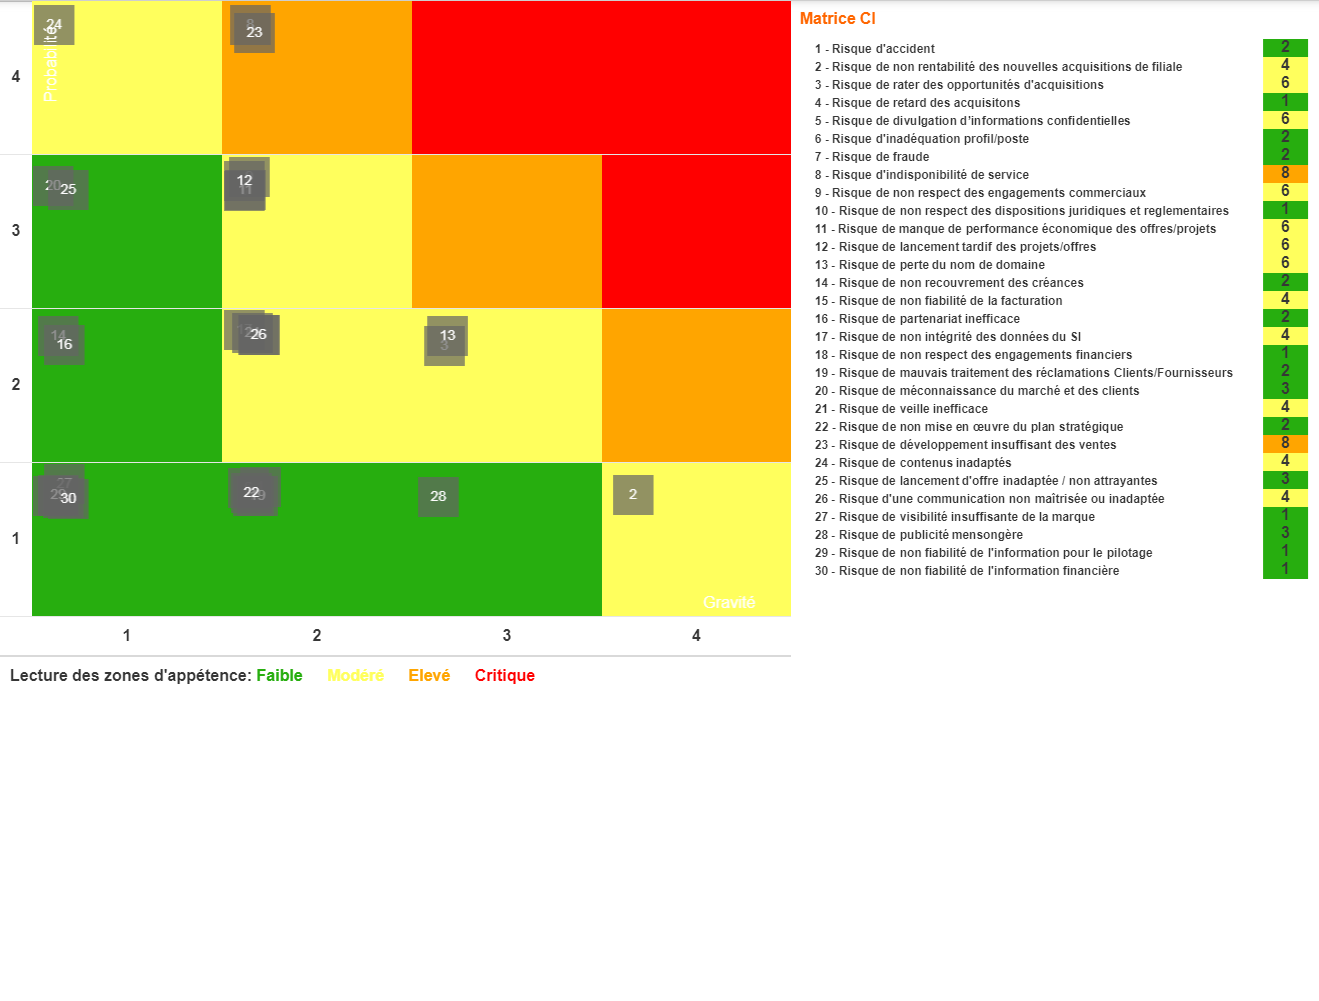 4
3
2
1
24
8
23
20
25
12
11
14
16
26
13
3
27
30
22
19
28
2
Gravité
1
2
3
4
Lecture des zones d'appétence: Faible Modéré Elevé Critique
Matrice CI
1 - Risque d'accident 2
2 - Risque de non rentabilité des nouvelles acquisitions de filiale 4
3 - Risque de rater des opportunités d'acquisitions 6
4 - Risque de retard des acquisitons 1
5 - Risque de divulgation d'informations confidentielles 6
6 - Risque d'inadéquation profil/poste 2
7 - Risque de fraude 2
8 - Risque d'indisponibilité de service 8
9 - Risque de non respect des engagements commerciaux 6
10 - Risque de non respect des dispositions juridiques et reglementaires 1
11 - Risque de manque de performance économique des offres/projets 6
12 - Risque de lancement tardif des projets/offres 6
13 - Risque de perte du nom de domaine 6
14 - Risque de non recouvrement des créances 2
15 - Risque de non fiabilité de la facturation 4
16 - Risque de partenariat inefficace 2
17 - Risque de non intégrité des données du SI 4
18 - Risque de non respect des engagements financiers 1
19 - Risque de mauvais traitement des réclamations Clients/Fournisseurs 2
20 - Risque de méconnaissance du marché et des clients 3
21 - Risque de veille inefficace 4
22 - Risque de non mise en œuvre du plan stratégique 2
23 - Risque de développement insuffisant des ventes 8
24 - Risque de contenus inadaptés 4
25 - Risque de lancement d'offre inadaptée / non attrayantes 3
26 - Risque d'une communication non maîtrisée ou inadaptée 4
27 - Risque de visibilité insuffisante de la marque 1
28 - Risque de publicité mensongère 3
29 - Risque de non fiabilité de l'information pour le pilotage 1
30 - Risque de non fiabilité de l'information financière 1